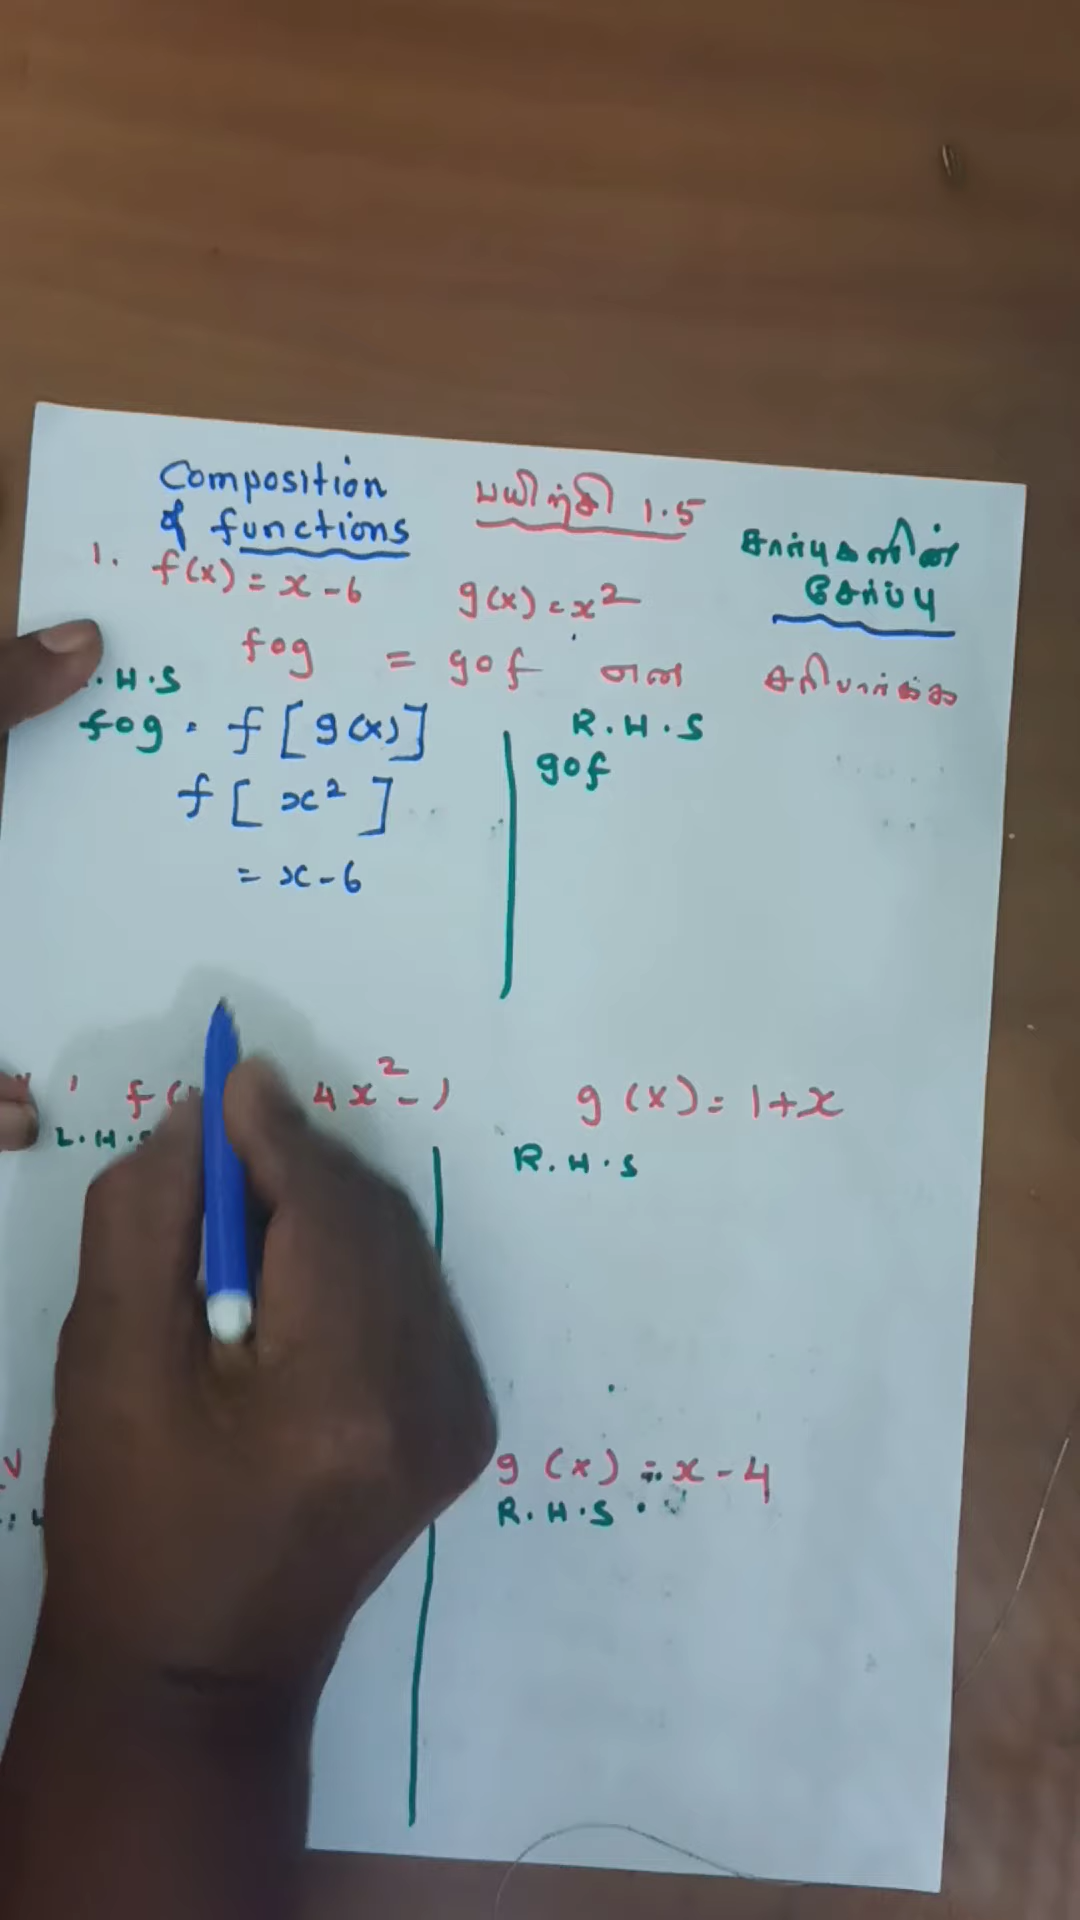 Composition
of functions
பயிற்சி 1.5
சார்புகளின்
சேர்ப்பு
1. f(x) = x - 6 g(x) = x²
fog = gof என சரிபார்க்க
.H.S
R.H.S
fog = f[g(x)]
gof
f[x²]
= x - 6
f( 4x² - 1 g(x) = 1+x
L.H.S
R.H.S
g(x) = x - 4
R.H.S